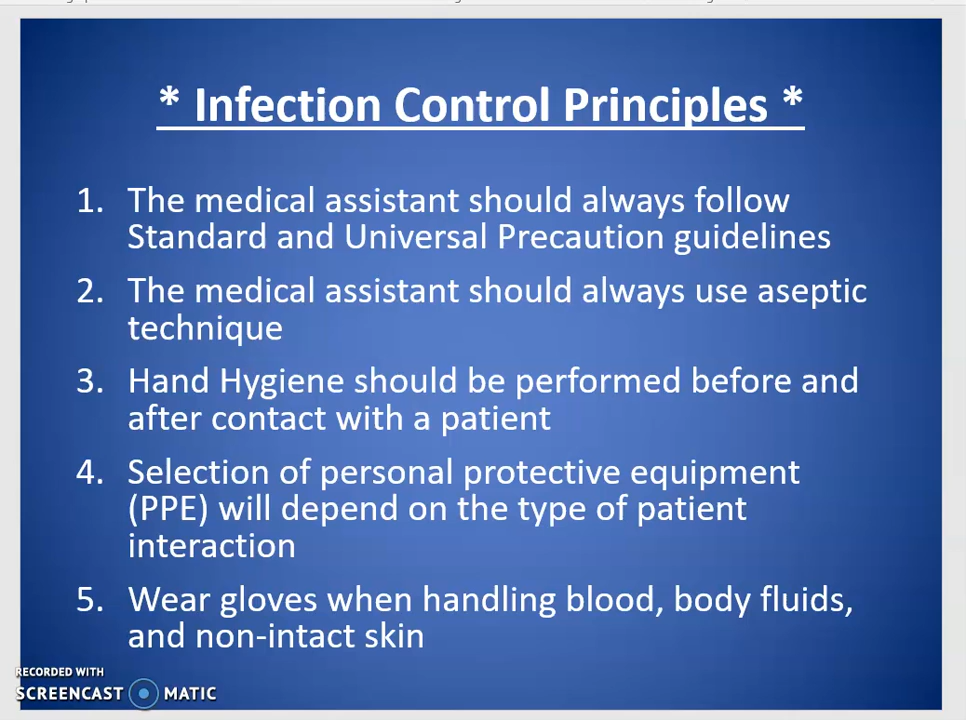 * Infection Control Principles *
1. The medical assistant should always follow
Standard and Universal Precaution guidelines
2. The medical assistant should always use aseptic
technique
3. Hand Hygiene should be performed before and
after contact with a patient
4. Selection of personal protective equipment
(PPE) will depend on the type of patient
interaction
5. Wear gloves when handling blood, body fluids,
and non-intact skin
RECORDED WITH
SCREENCAST MATIC